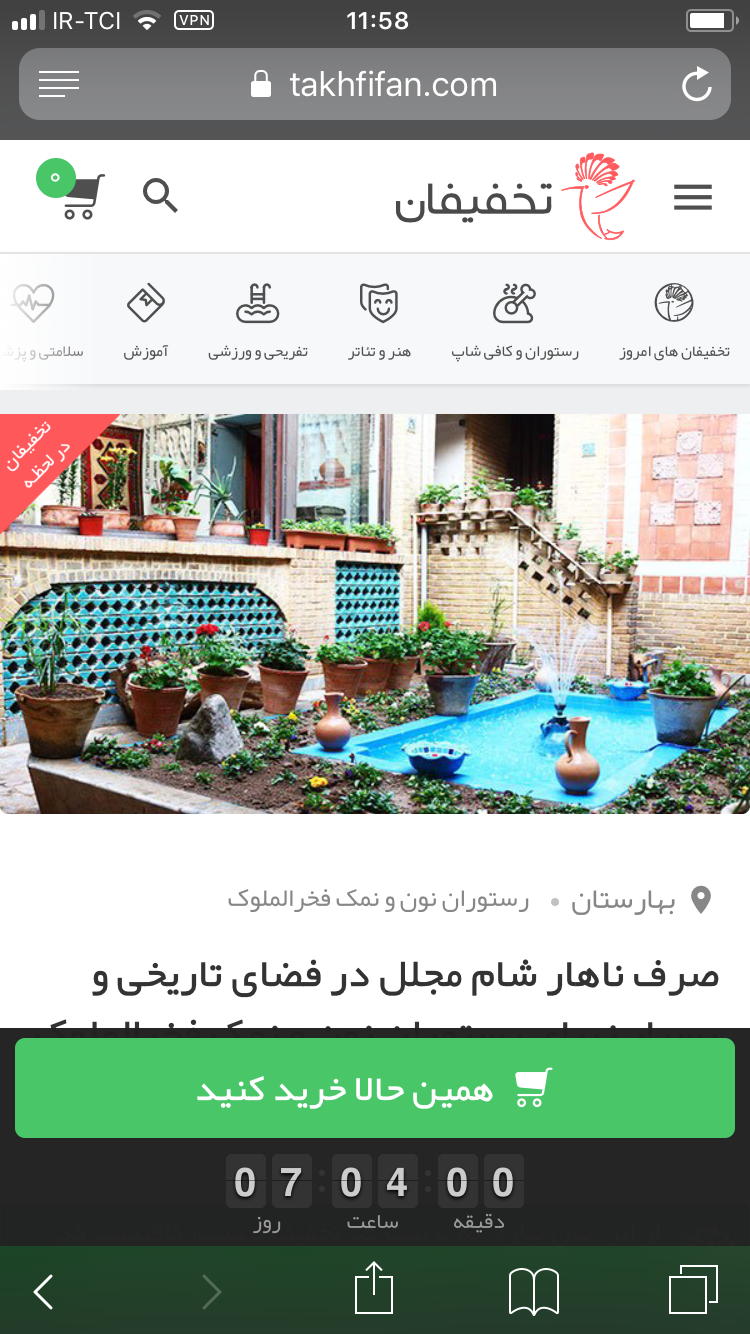 IR-TCI VPN 11:58
takhfifan.com
تخفیفان
۰
تخفیفان های امروز
رستوران و کافی شاپ
هنر و تئاتر
تفریحی و ورزشی
آموزش
سلامتی و پزش
تخفیفان
در لحظه
بهارستان • رستوران نون و نمک فخرالملوک
صرف ناهار شام مجلل در فضای تاریخی و
همین حالا خرید کنید
07:04:00
روز ساعت دقیقه